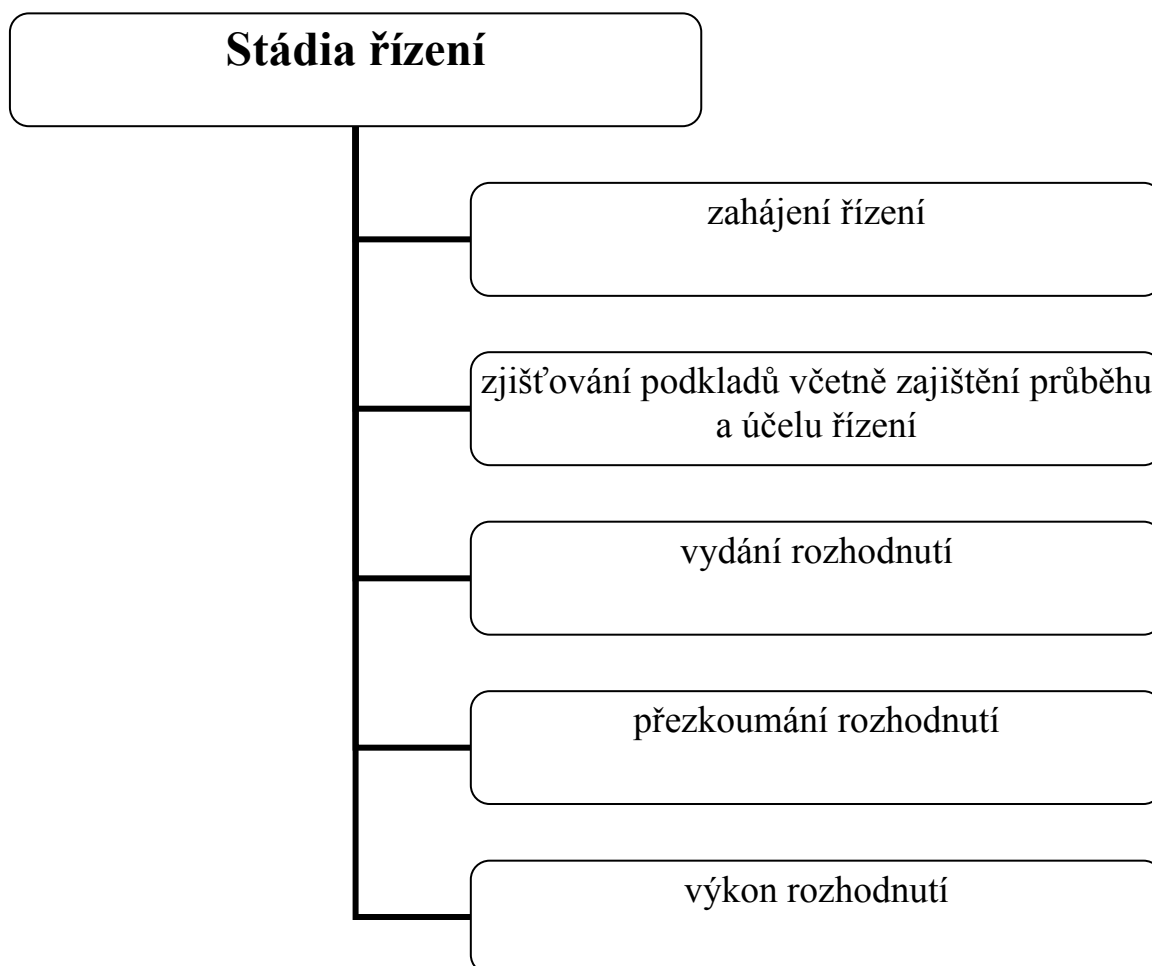 Stádia řízení
zahájení řízení
zjišťování podkladů včetně zajištění průběhu
a účelu řízení
vydání rozhodnutí
přezkoumání rozhodnutí
výkon rozhodnutí